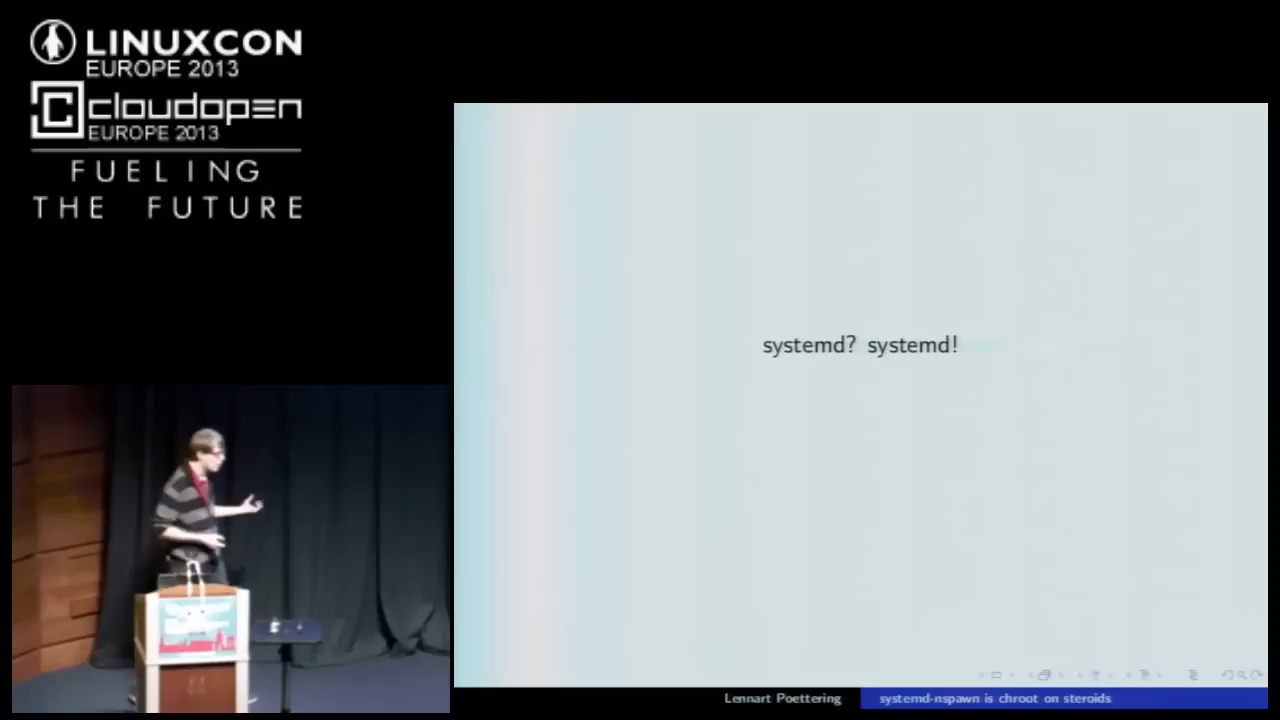 LINUXCON
EUROPE 2013
cloudopen
EUROPE 2013
FUELING
THE FUTURE
systemd? systemd!
Lennart Poettering
systemd-nspawn is chroot on steroids